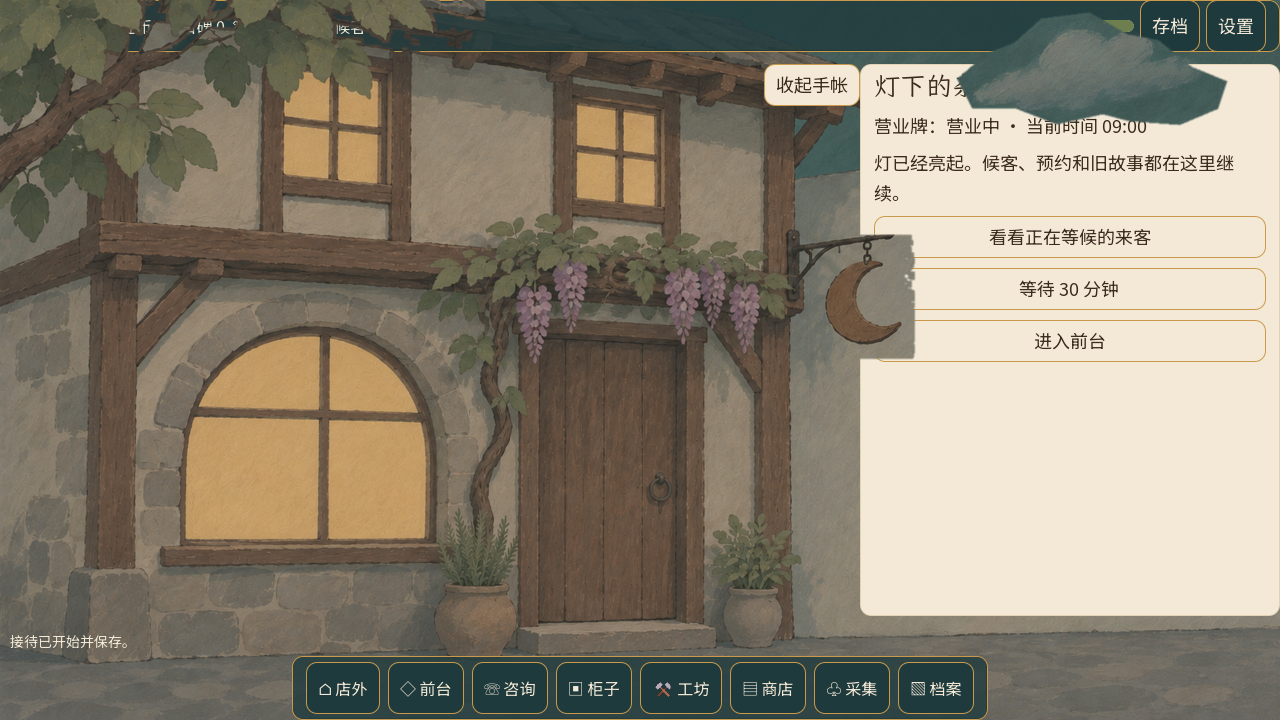 候客
存档
设置
收起手帐
灯下的
营业牌：营业中 · 当前时间 09:00
灯已经亮起。候客、预约和旧故事都在这里继
续。
看看正在等候的来客
等待 30 分钟
进入前台
接待已开始并保存。
店外
前台
咨询
柜子
工坊
商店
采集
档案